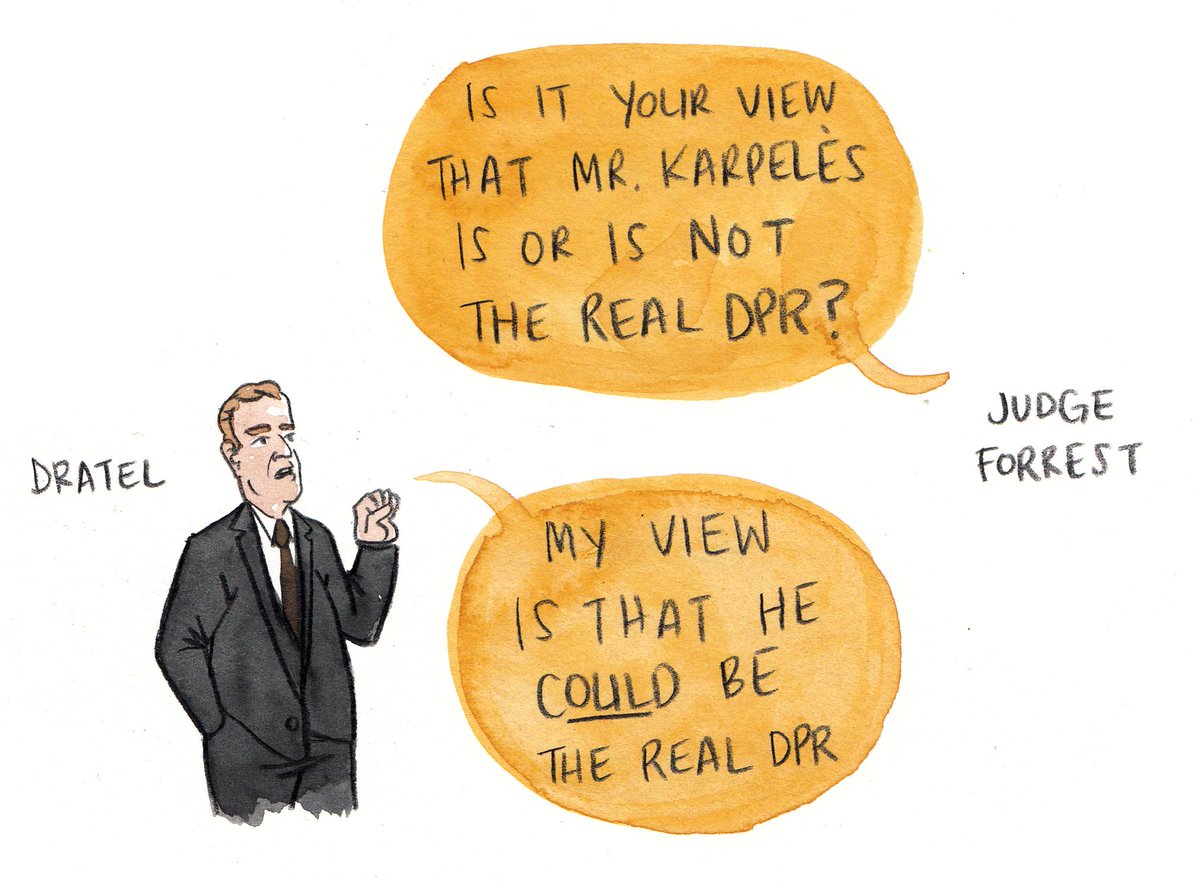 IS IT YOUR VIEW
THAT MR. KARPELÈS
IS OR IS NOT
THE REAL DPR?
JUDGE
FORREST
DRATEL
MY VIEW
IS THAT HE
COULD BE
THE REAL DPR